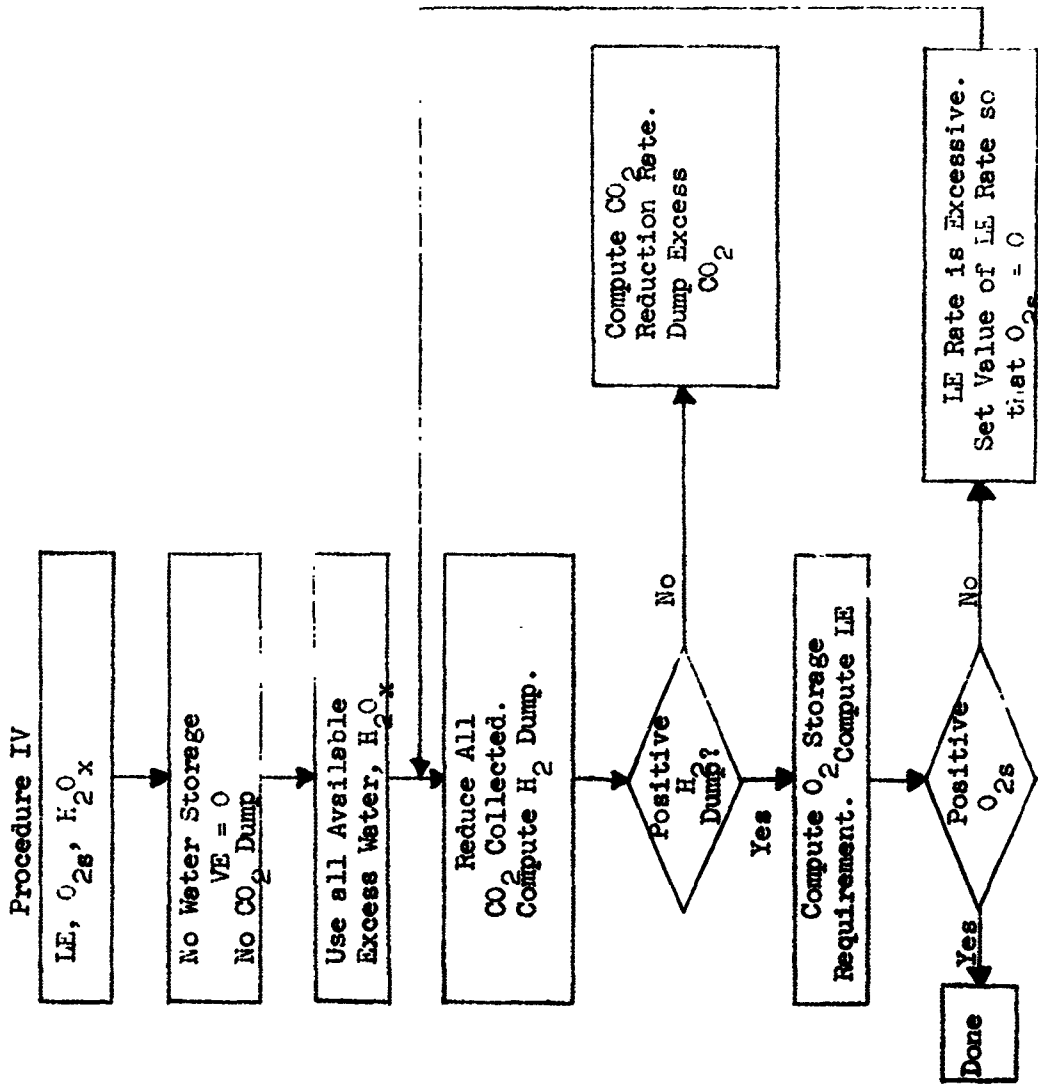 Procedure IV
LE, O2s, H2Ox
No Water Storage
VE = 0
No CO2 Dump
Use all Available
Excess Water, H2Ox
Reduce All
CO2 Collected.
Compute H2 Dump.
Positive
H2
Dump?
No
Compute CO2
Reduction Rate.
Dump Excess
CO2
Yes
Compute O2 Storage
Requirement. Compute LE
Positive
O2s
No
LE Rate is Excessive.
Set Value of LE Rate so
that O2s = 0
Yes
Done